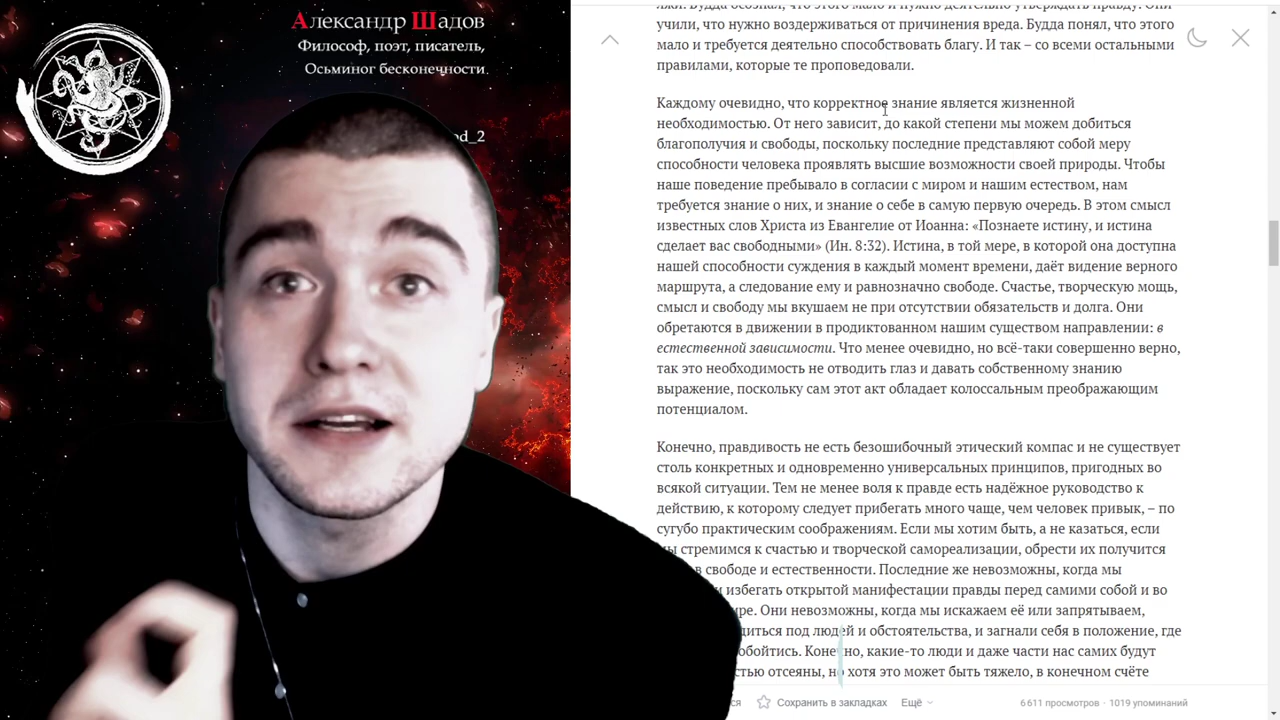 Александр Шадов
Философ, поэт, писатель,
Осьминог бесконечности
od_2
учили, что нужно воздерживаться от причинения вреда. Будда понял, что этого
мало и требуется деятельно способствовать благу. И так – со всеми остальными
правилами, которые те проповедовали.
Каждому очевидно, что корректное знание является жизненной
необходимостью. От него зависит, до какой степени мы можем добиться
благополучия и свободы, поскольку последние представляют собой меру
способности человека проявлять высшие возможности своей природы. Чтобы
наше поведение пребывало в согласии с миром и нашим естеством, нам
требуется знание о них, и знание о себе в самую первую очередь. В этом смысл
известных слов Христа из Евангелие от Иоанна: «Познаете истину, и истина
сделает вас свободными» (Ин. 8:32). Истина, в той мере, в которой она доступна
нашей способности суждения в каждый момент времени, даёт видение верного
маршрута, а следование ему и равнозначно свободе. Счастье, творческую мощь,
смысл и свободу мы вкушаем не при отсутствии обязательств и долга. Они
обретаются в движении в продиктованном нашим существом направлении: в
естественной зависимости. Что менее очевидно, но всё-таки совершенно верно,
так это необходимость не отводить глаз и давать собственному знанию
выражение, поскольку сам этот акт обладает колоссальным преображающим
потенциалом.
Конечно, правдивость не есть безошибочный этический компас и не существует
столь конкретных и одновременно универсальных принципов, пригодных во
всякой ситуации. Тем не менее воля к правде есть надёжное руководство к
действию, к которому следует прибегать много чаще, чем человек привык, – по
сугубо практическим соображениям. Если мы хотим быть, а не казаться, если
мы стремимся к счастью и творческой самореализации, обрести их получится
в свободе и естественности. Последние же невозможны, когда мы
избегать открытой манифестации правды перед самими собой и во
Они невозможны, когда мы искажаем её или запрятываем,
под людей и обстоятельства, и загнали себя в положение, где
обойтись. Конечно, какие-то люди и даже части нас самих будут
отсеяны, но хотя это может быть тяжело, в конечном счёте
Сохранить в закладках Ещё 6 611 просмотров · 1019 упоминаний